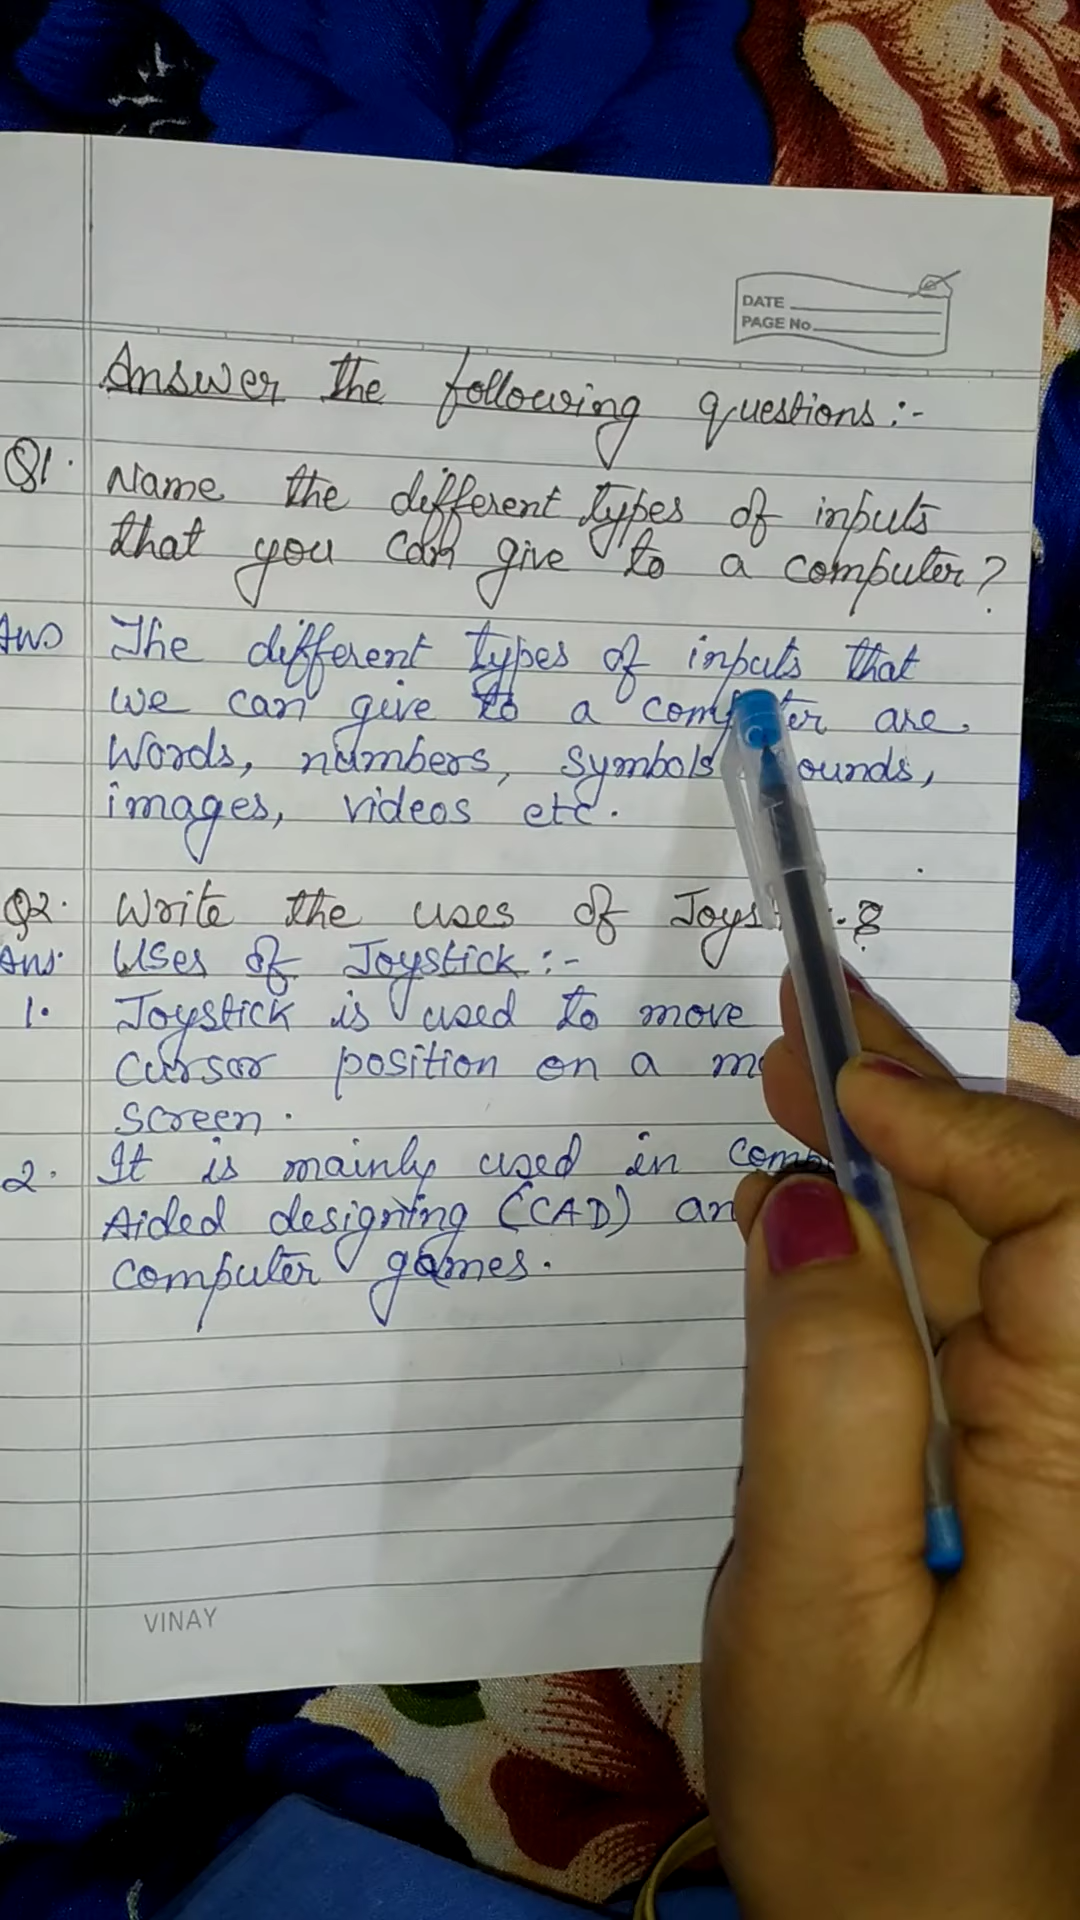 DATE
PAGE No.
Answer the following questions:-
Q1. Name the different types of inputs
that you can give to a computer?
Ans The different types of inputs that
we can give to a computer are
Words, numbers, symbols ounds,
images, videos etc.
Q2. Write the uses of Joys
Ans. Uses of Joystick:-
1. Joystick is used to move
cursor position on a
screen.
2. It is mainly used in
Aided designing (CAD)
computer games.
VINAY